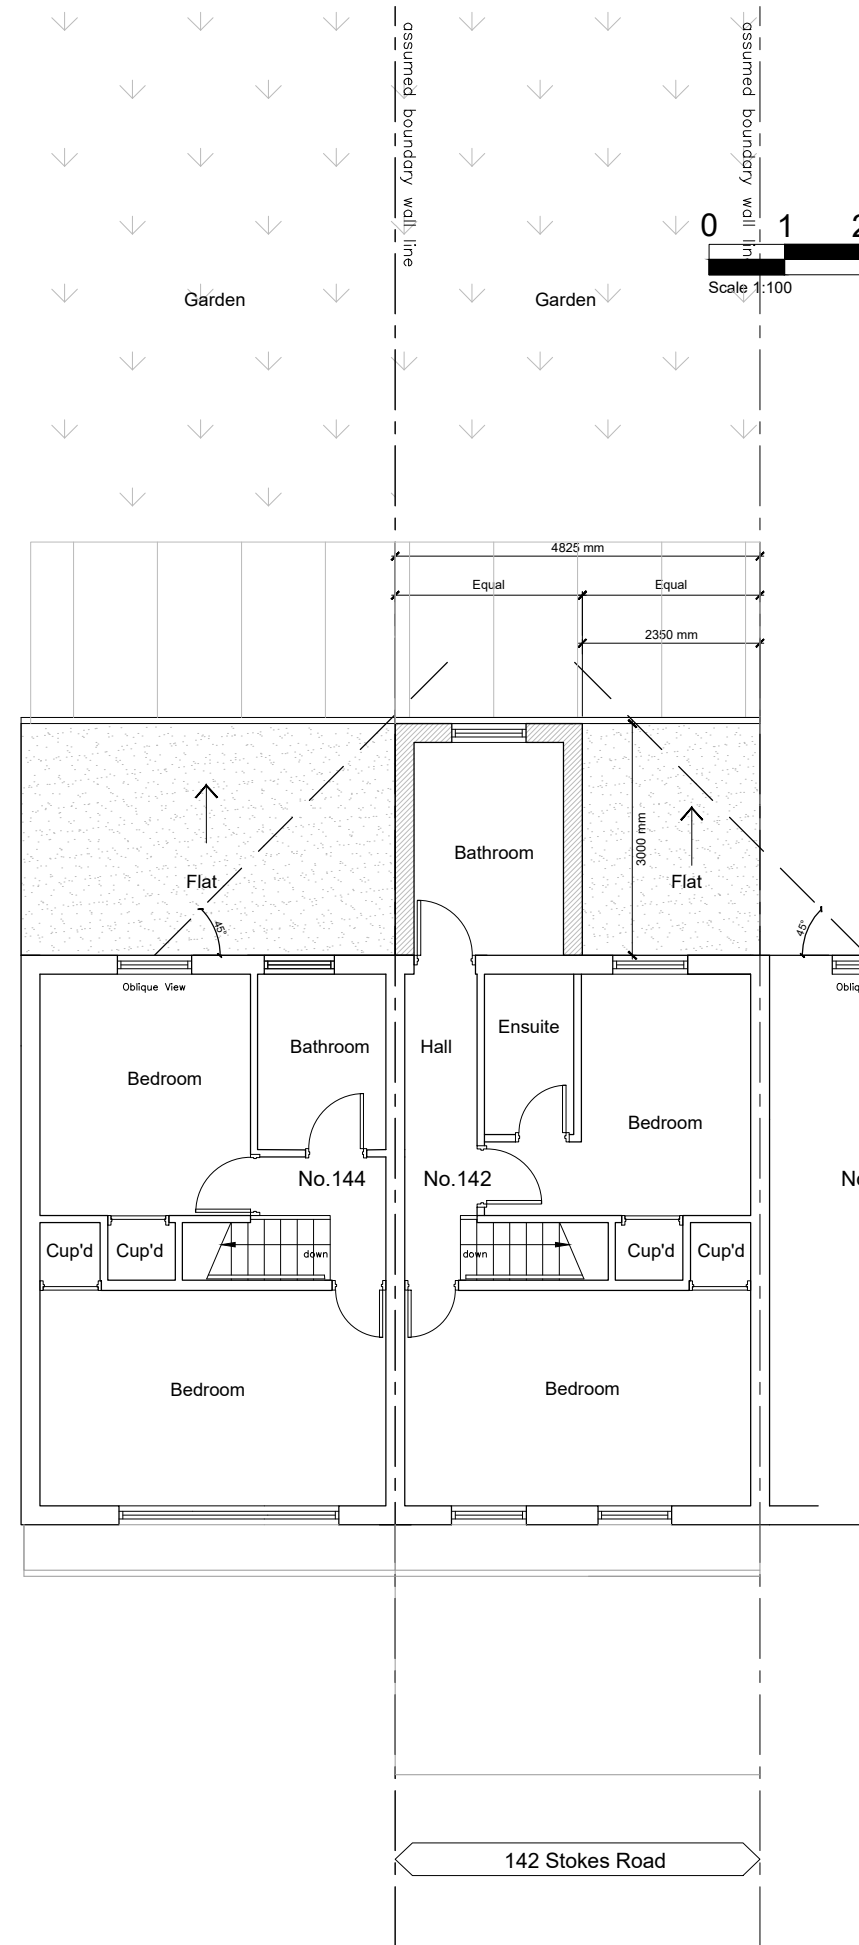 assumed boundary wall line
assumed boundary wall line
0 1 2
Scale 1:100
Garden
Garden
4825 mm
Equal
Equal
2350 mm
3000 mm
Bathroom
Flat
Flat
45°
45°
Oblique View
Obliq
Bathroom
Hall
Ensuite
Bedroom
Bedroom
No.144
No.142
No
Cup'd
Cup'd
down
down
Cup'd
Cup'd
Bedroom
Bedroom
142 Stokes Road